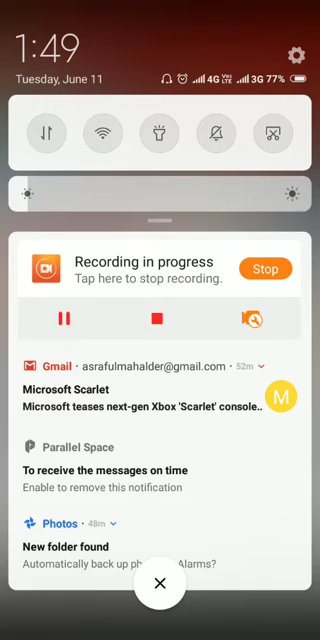 1:49
Tuesday, June 11
4G VoLTE 3G 77%
Recording in progress
Tap here to stop recording.
Stop
Gmail • asrafulmahalder@gmail.com • 52m
Microsoft Scarlet
Microsoft teases next-gen Xbox 'Scarlet' console..
M
Parallel Space
To receive the messages on time
Enable to remove this notification
Photos • 48m
New folder found
Automatically back up ph Alarms?